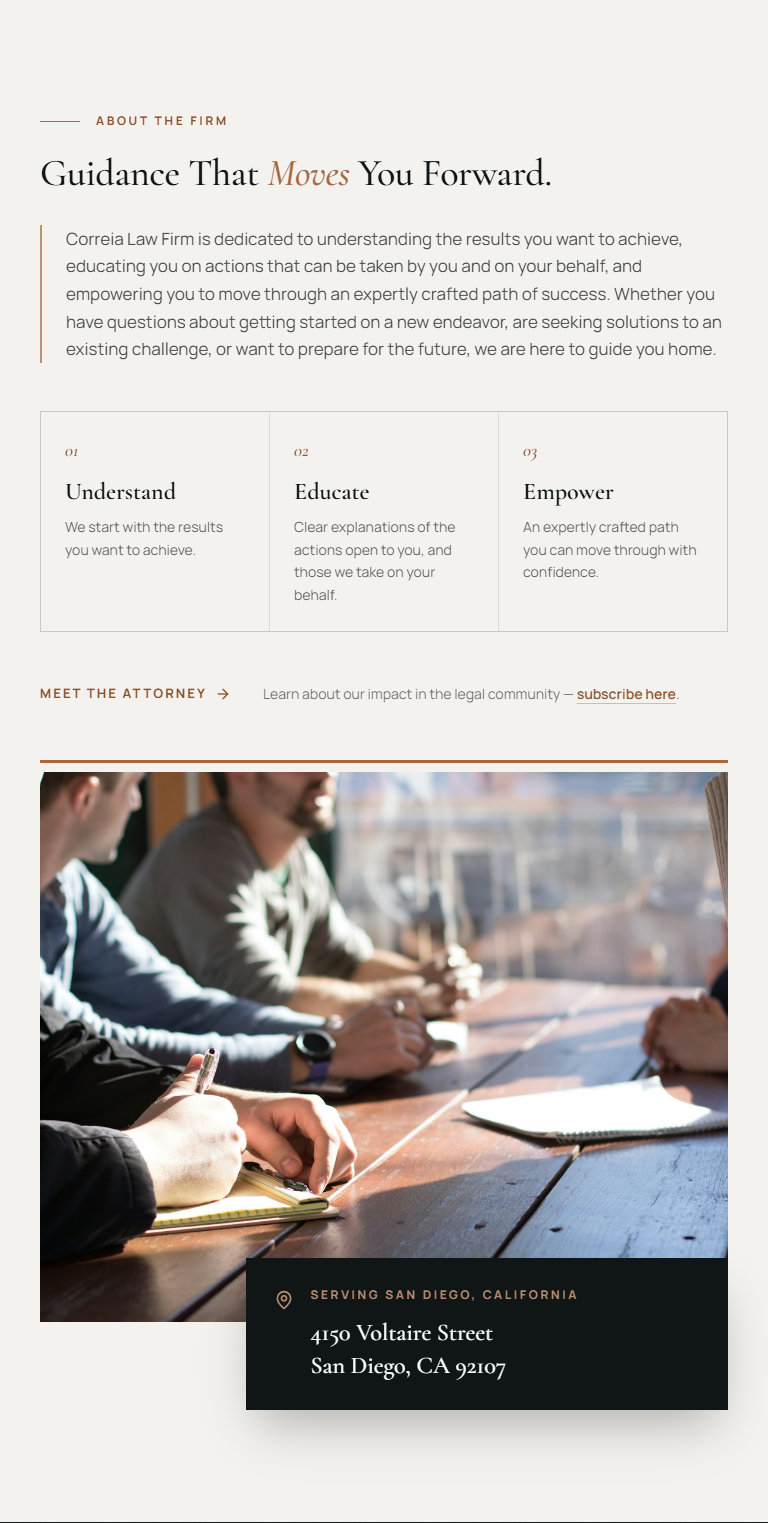 ABOUT THE FIRM
Guidance That Moves You Forward.
Correia Law Firm is dedicated to understanding the results you want to achieve,
educating you on actions that can be taken by you and on your behalf, and
empowering you to move through an expertly crafted path of success. Whether you
have questions about getting started on a new endeavor, are seeking solutions to an
existing challenge, or want to prepare for the future, we are here to guide you home.
01
Understand
We start with the results
you want to achieve.
02
Educate
Clear explanations of the
actions open to you, and
those we take on your
behalf.
03
Empower
An expertly crafted path
you can move through with
confidence.
MEET THE ATTORNEY →
Learn about our impact in the legal community — subscribe here.
SERVING SAN DIEGO, CALIFORNIA
4150 Voltaire Street
San Diego, CA 92107